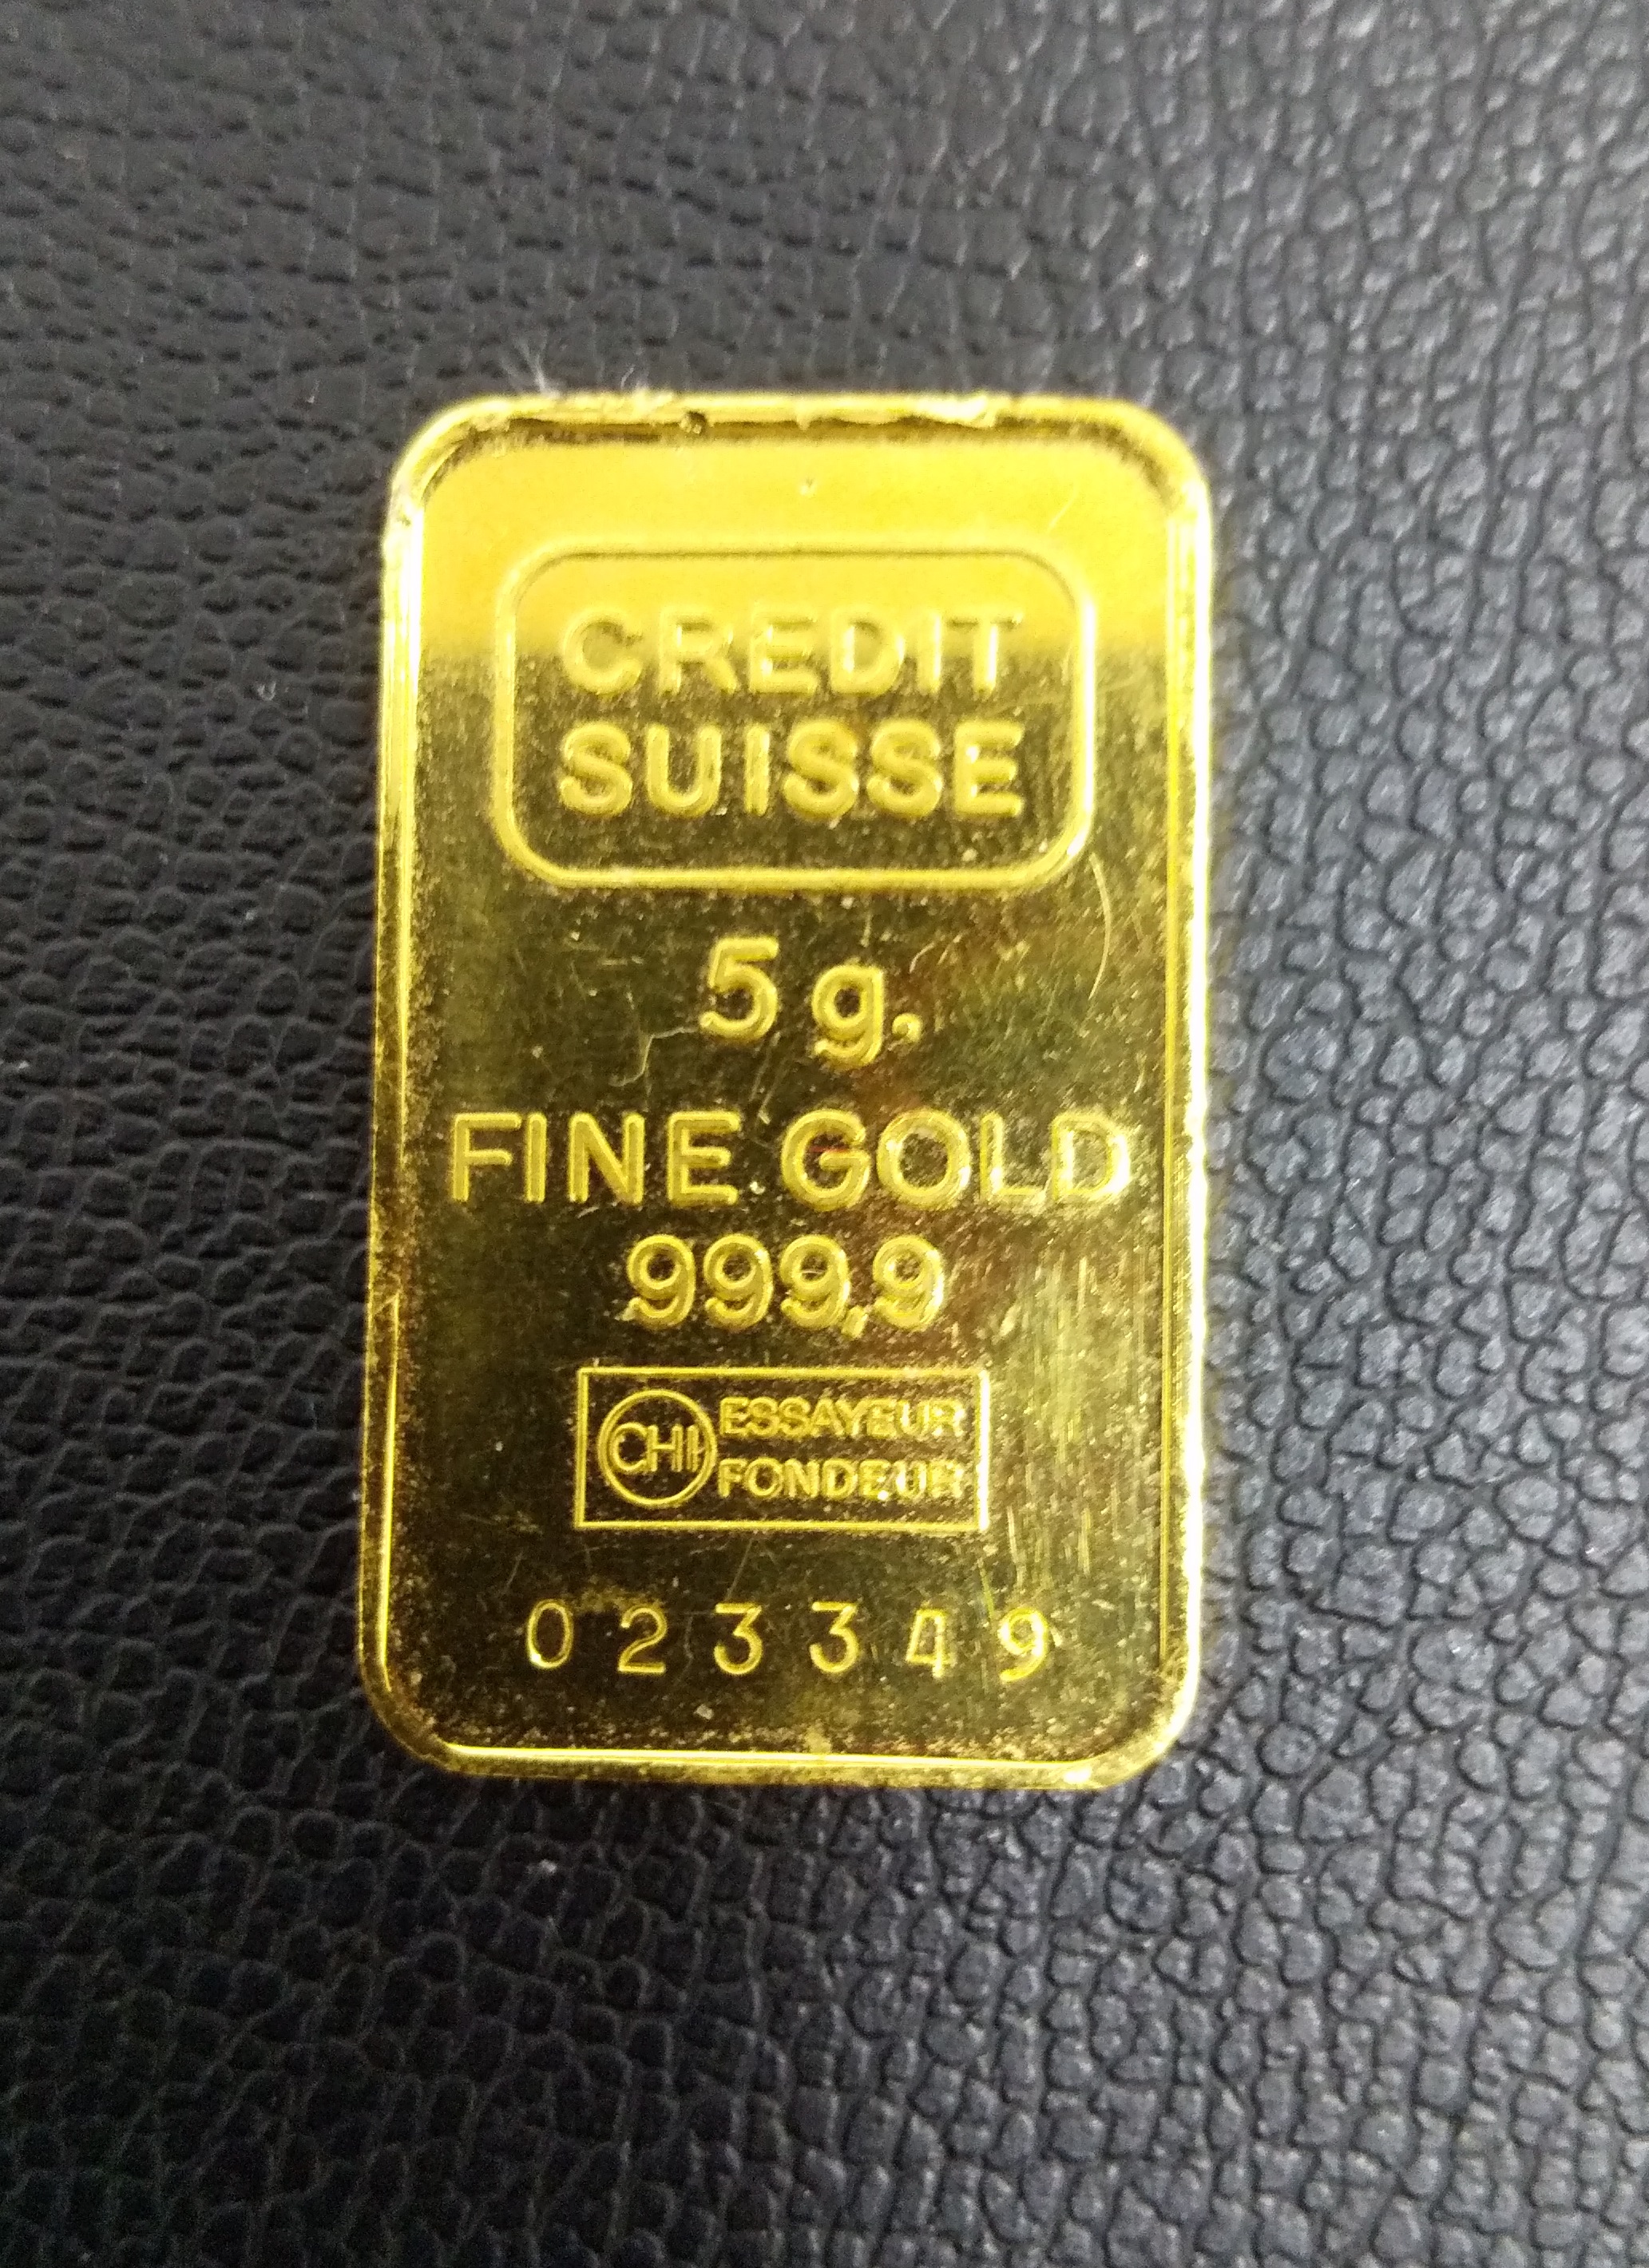 CREDIT
SUISSE
5 g.
FINE GOLD
999,9
CHI ESSAYEUR
FONDEUR
023349